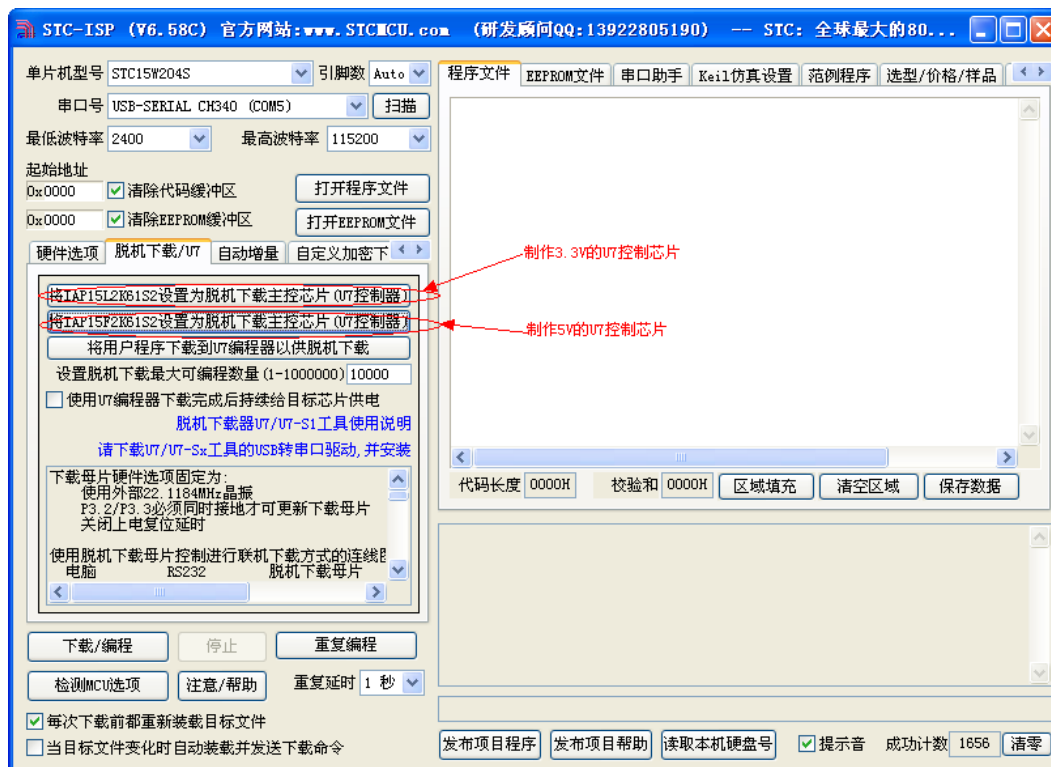 STC-ISP (V6.58C) 官方网站:www.STCMCU.com (研发顾问QQ:13922805190) -- STC: 全球最大的80...
单片机型号 STC15W204S 引脚数 Auto
串口号 USB-SERIAL CH340 (COM5) 扫描
最低波特率 2400 最高波特率 115200
起始地址
0x0000 清除代码缓冲区 打开程序文件
0x0000 清除EEPROM缓冲区 打开EEPROM文件
硬件选项 脱机下载/U7 自动增量 自定义加密下
将IAP15L2K61S2设置为脱机下载主控芯片(U7控制器)
将IAP15F2K61S2设置为脱机下载主控芯片(U7控制器)
将用户程序下载到U7编程器以供脱机下载
设置脱机下载最大可编程数量(1-1000000) 10000
使用U7编程器下载完成后持续给目标芯片供电
脱机下载器U7/U7-S1工具使用说明
请下载U7/U7-Sx工具的USB转串口驱动,并安装
下载母片硬件选项固定为:
使用外部22.1184MHz晶振
P3.2/P3.3必须同时接地才可更新下载母片
关闭上电复位延时
使用脱机下载母片控制进行联机下载方式的连线图
电脑 RS232 脱机下载母片
下载/编程 停止 重复编程
检测MCU选项 注意/帮助 重复延时 1 秒
每次下载前都重新装载目标文件
当目标文件变化时自动装载并发送下载命令
程序文件 EEPROM文件 串口助手 Keil仿真设置 范例程序 选型/价格/样品
制作3.3V的U7控制芯片
制作5V的U7控制芯片
代码长度 0000H 校验和 0000H 区域填充 清空区域 保存数据
发布项目程序 发布项目帮助 读取本机硬盘号 提示音 成功计数 1656 清零